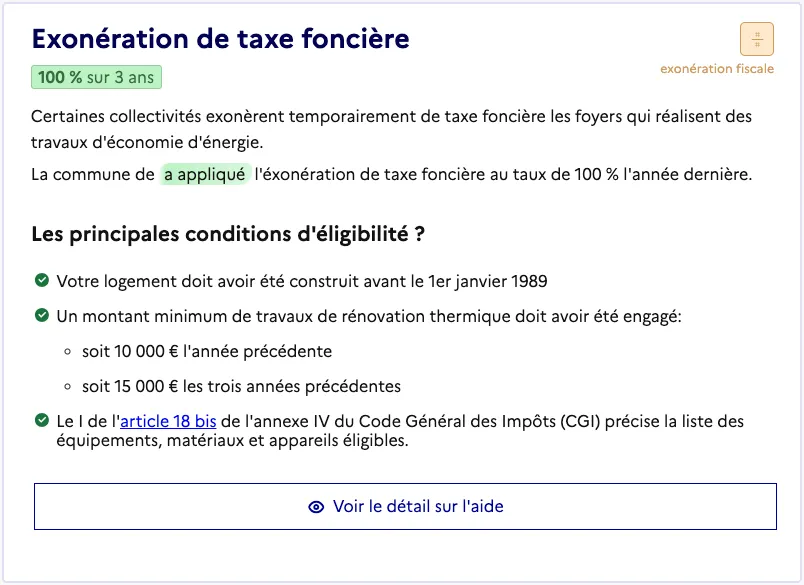 Exonération de taxe foncière
100 % sur 3 ans
exonération fiscale
Certaines collectivités exonèrent temporairement de taxe foncière les foyers qui réalisent des
travaux d'économie d'énergie.
La commune de a appliqué l'éxonération de taxe foncière au taux de 100 % l'année dernière.
Les principales conditions d'éligibilité ?
Votre logement doit avoir été construit avant le 1er janvier 1989
Un montant minimum de travaux de rénovation thermique doit avoir été engagé:
soit 10 000 € l'année précédente
soit 15 000 € les trois années précédentes
Le I de l'article 18 bis de l'annexe IV du Code Général des Impôts (CGI) précise la liste des
équipements, matériaux et appareils éligibles.
Voir le détail sur l'aide